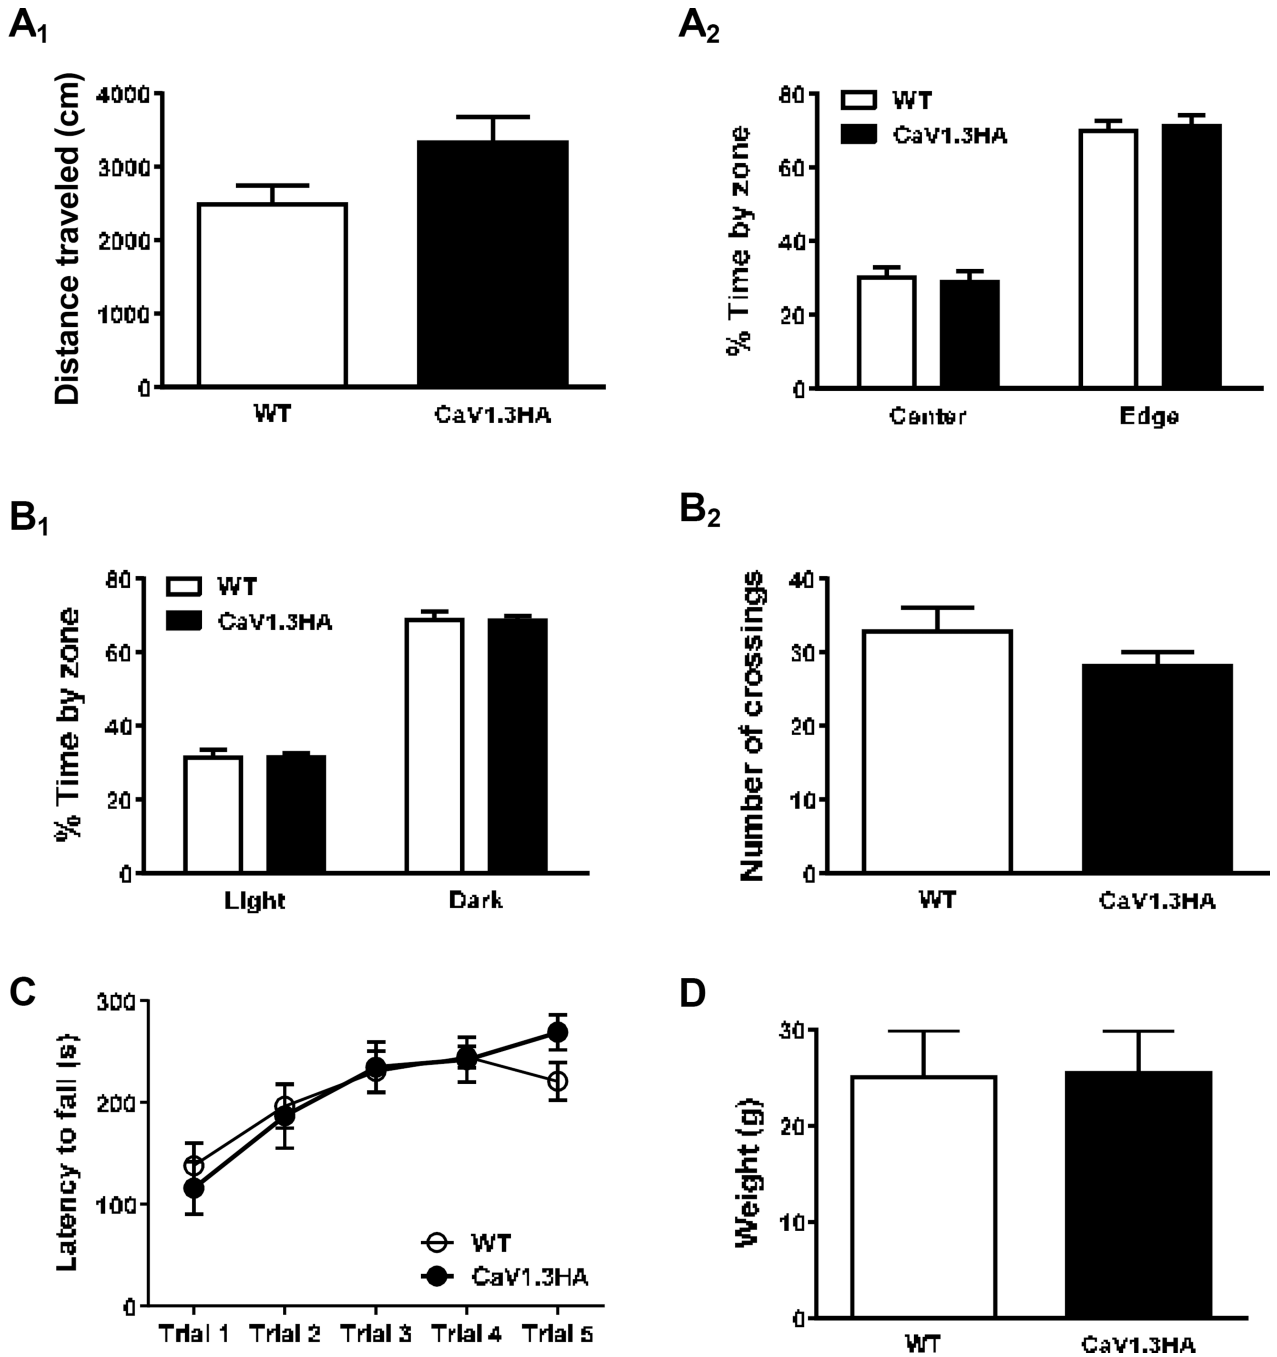 A1
Distance traveled (cm)
4000
3000
2000
1000
0
WT
CaV1.3HA
A2
% Time by zone
80
60
40
20
0
WT
CaV1.3HA
Center
Edge
B1
% Time by zone
80
60
40
20
0
WT
CaV1.3HA
Light
Dark
B2
Number of crossings
40
30
20
10
0
WT
CaV1.3HA
C
Latency to fall (s)
300
200
100
0
WT
CaV1.3HA
Trial 1 Trial 2 Trial 3 Trial 4 Trial 5
D
Weight (g)
30
20
10
0
WT
CaV1.3HA